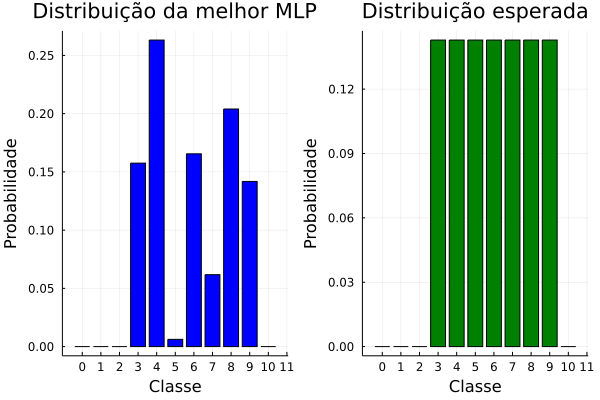 Distribuição da melhor MLP
Probabilidade
0.25
0.20
0.15
0.10
0.05
0.00
0 1 2 3 4 5 6 7 8 9 10 11
Classe
Distribuição esperada
Probabilidade
0.12
0.09
0.06
0.03
0.00
0 1 2 3 4 5 6 7 8 9 10 11
Classe